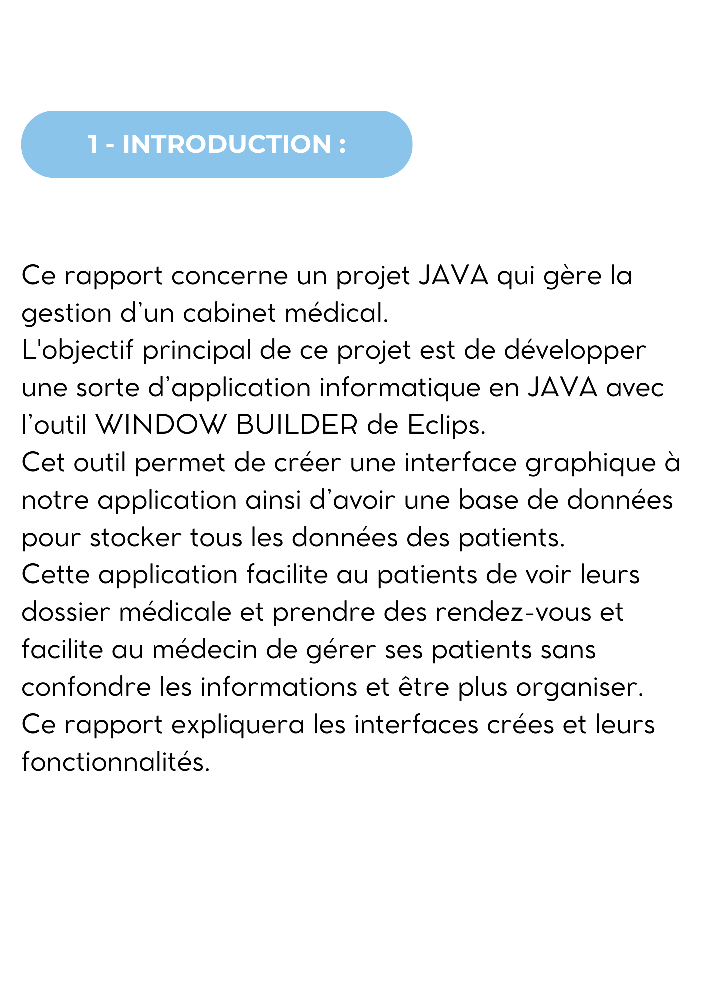 1 - INTRODUCTION :
Ce rapport concerne un projet JAVA qui gère la
gestion d’un cabinet médical.
L'objectif principal de ce projet est de développer
une sorte d’application informatique en JAVA avec
l’outil WINDOW BUILDER de Eclips.
Cet outil permet de créer une interface graphique à
notre application ainsi d’avoir une base de données
pour stocker tous les données des patients.
Cette application facilite au patients de voir leurs
dossier médicale et prendre des rendez-vous et
facilite au médecin de gérer ses patients sans
confondre les informations et être plus organiser.
Ce rapport expliquera les interfaces crées et leurs
fonctionnalités.